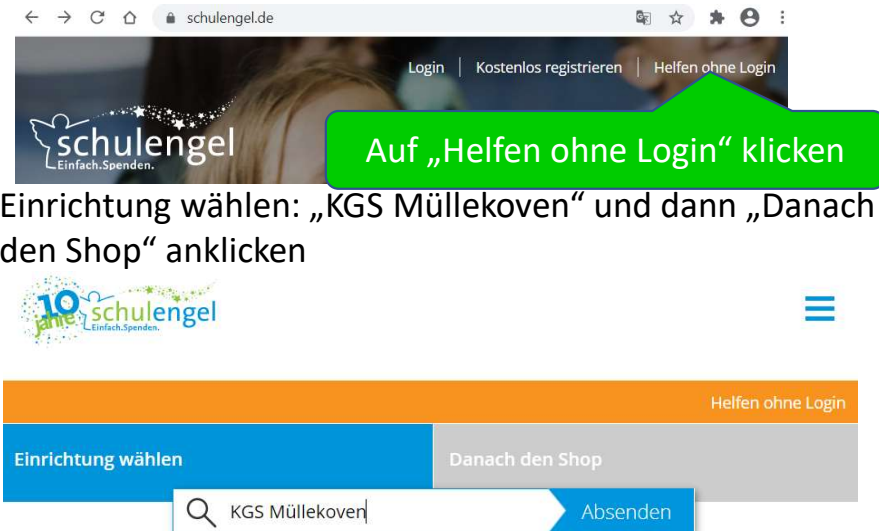 schulengel.de
Login | Kostenlos registrieren | Helfen ohne Login
schulengel
Einfach.Spenden.
Auf „Helfen ohne Login“ klicken
Einrichtung wählen: „KGS Müllekoven“ und dann „Danach
den Shop“ anklicken
10 Jahre
schulengel
Einfach.Spenden.
Helfen ohne Login
Einrichtung wählen
Danach den Shop
KGS Müllekoven
Absenden